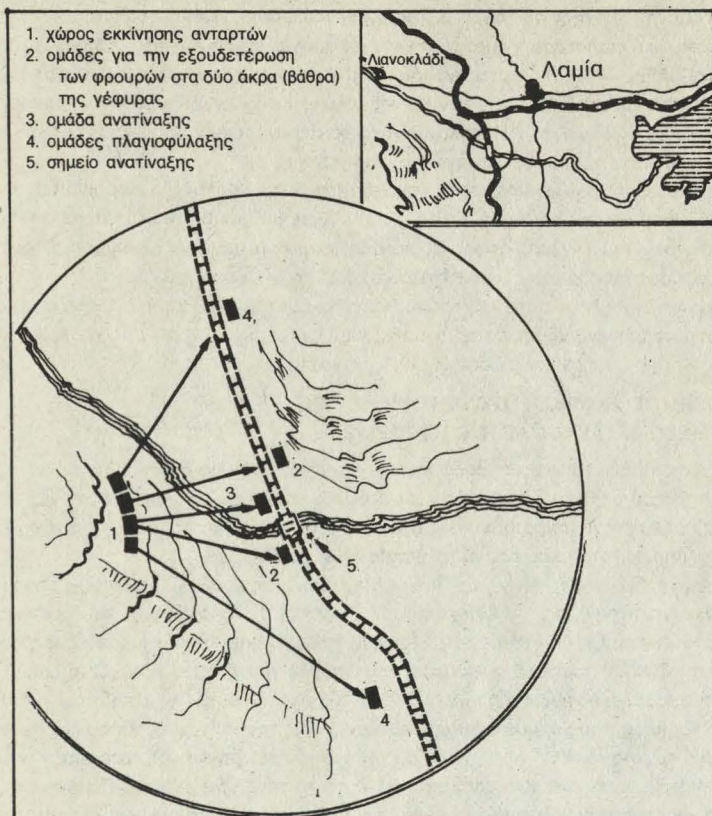 1. χώρος εκκίνησης ανταρτών
2. ομάδες για την εξουδετέρωση
των φρουρών στα δύο άκρα (βάθρα)
της γέφυρας
3. ομάδα ανατίναξης
4. ομάδες πλαγιοφύλαξης
5. σημείο ανατίναξης
Λιανοκλάδι
Λαμία
4.
2
3
1
2
5.
4